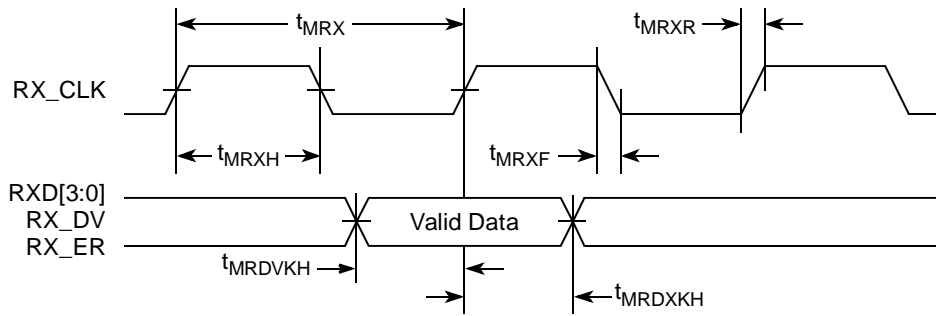 tMRX
tMRXR
RX_CLK
tMRXH
tMRXF
RXD[3:0]
RX_DV
Valid Data
RX_ER
tMRDVKH
tMRDXKH